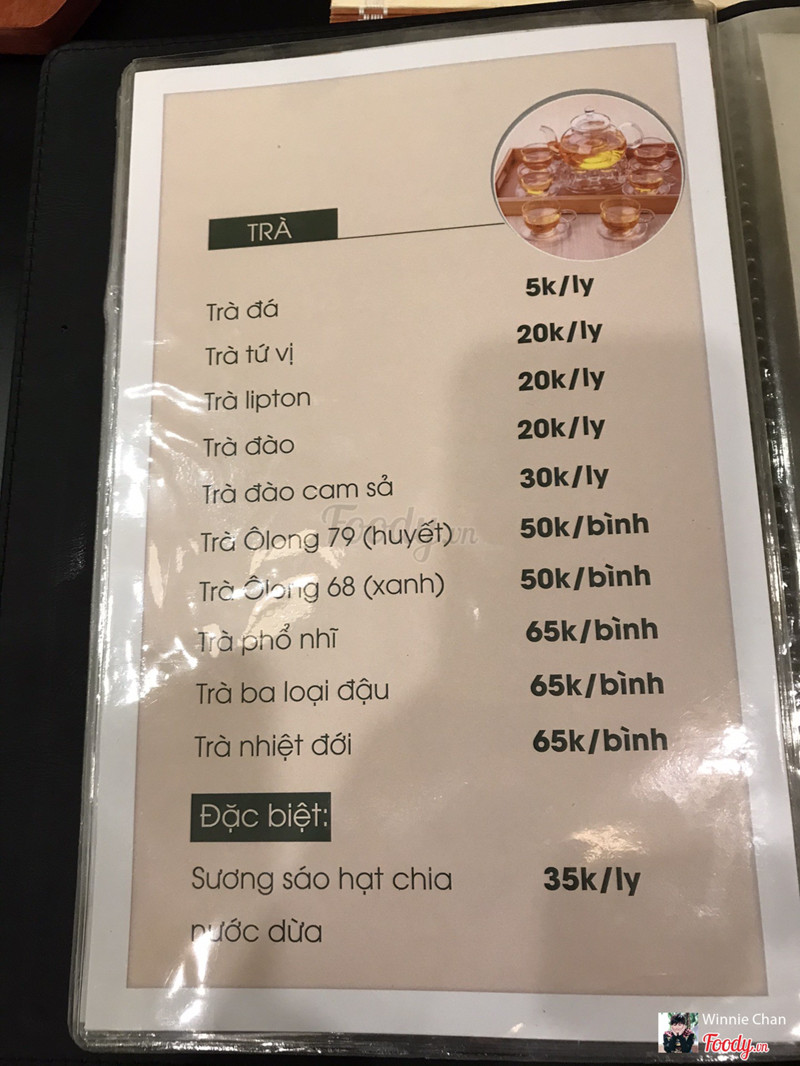 TRÀ
Trà đá 5k/ly
Trà tứ vị 20k/ly
Trà lipton 20k/ly
Trà đào 20k/ly
Trà đào cam sả 30k/ly
Trà Ôlong 79 (huyết) 50k/bình
Trà Ôlong 68 (xanh) 50k/bình
Trà phổ nhĩ 65k/bình
Trà ba loại đậu 65k/bình
Trà nhiệt đới 65k/bình
Đặc biệt:
Sương sáo hạt chia 35k/ly
nước dừa
Foody.vn
Winnie Chan
Foody.vn